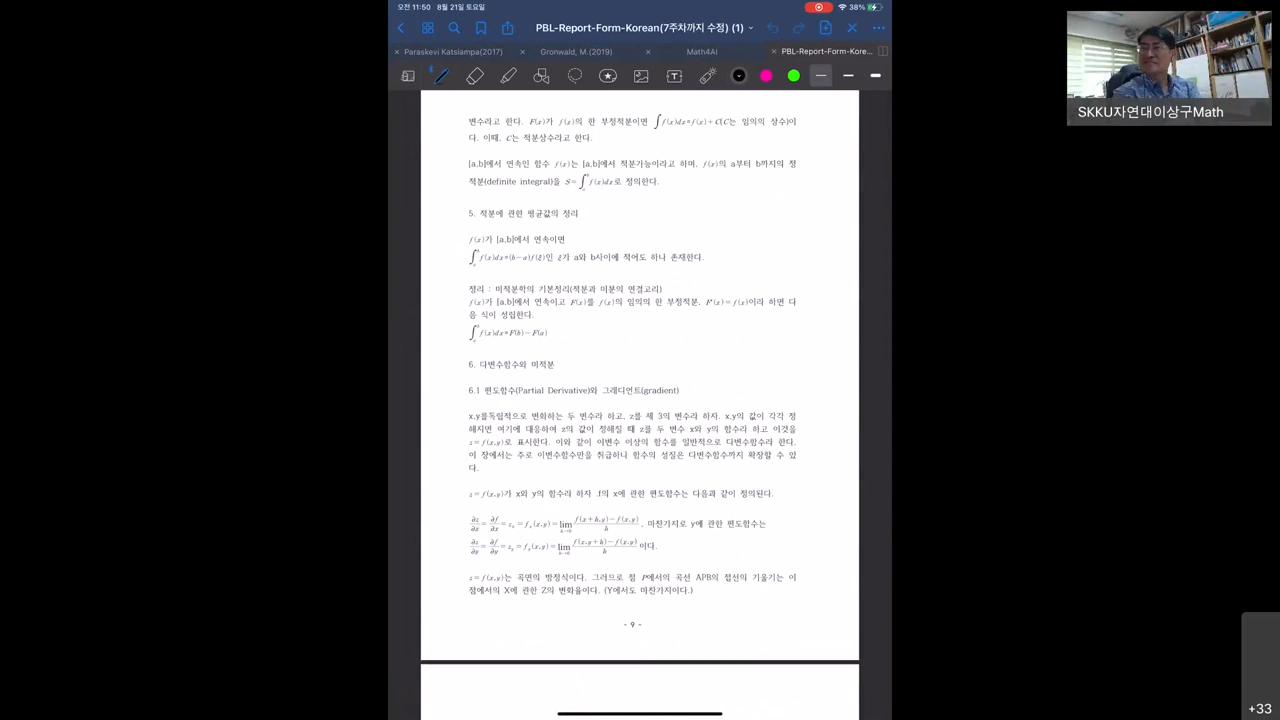 오전 11:50 8월 21일 토요일
38%
PBL-Report-Form-Korean(7주차까지 수정) (1)
Paraskevi Katsiampa(2017)
Gronwald, M.(2019)
Math4AI
PBL-Report-Form-Kore...
변수라고 한다. F(x)가 f(x)의 한 부정적분이면 ∫f(x)dx=f(x)+C(C는 임의의 상수)이
다. 이때, C는 적분상수라고 한다.
[a,b]에서 연속인 함수 f(x)는 [a,b]에서 적분가능이라고 하며, f(x)의 a부터 b까지의 정
적분(definite integral)을 S=∫_a^b f(x)dx로 정의한다.
5. 적분에 관한 평균값의 정리
f(x)가 [a,b]에서 연속이면
∫_a^b f(x)dx=(b-a)f(ξ)인 ξ가 a와 b사이에 적어도 하나 존재한다.
정리 : 미적분학의 기본정리(적분과 미분의 연결고리)
f(x)가 [a,b]에서 연속이고 F(x)를 f(x)의 임의의 한 부정적분, F'(x)=f(x)이라 하면 다
음 식이 성립한다.
∫_a^b f(x)dx=F(b)-F(a)
6. 다변수함수와 미적분
6.1 편도함수(Partial Derivative)와 그래디언트(gradient)
x,y를독립적으로 변화하는 두 변수라 하고, z를 제 3의 변수라 하자. x,y의 값이 각각 정
해지면 여기에 대응하여 z의 값이 정해질 때 z를 두 변수 x와 y의 함수라 하고 이것을
z=f(x,y)로 표시한다. 이와 같이 이변수 이상의 함수를 일반적으로 다변수함수라 한다.
이 장에서는 주로 이변수함수만을 취급하나 함수의 성질은 다변수함수까지 확장할 수 있
다.
z=f(x,y)가 x와 y의 함수라 하자 .f의 x에 관한 편도함수는 다음과 같이 정의된다.
∂z/∂x=∂f/∂x=z_x=f_x(x,y)=lim_{h→0} (f(x+h,y)-f(x,y))/h, 마찬가지로 y에 관한 편도함수는
∂z/∂y=∂f/∂y=z_y=f_y(x,y)=lim_{h→0} (f(x,y+h)-f(x,y))/h이다.
z=f(x,y)는 곡면의 방정식이다. 그러므로 점 P에서의 곡선 APB의 접선의 기울기는 이
점에서의 X에 관한 Z의 변화율이다. (Y에서도 마찬가지이다.)
- 9 -
SKKU자연대이상구Math
+33